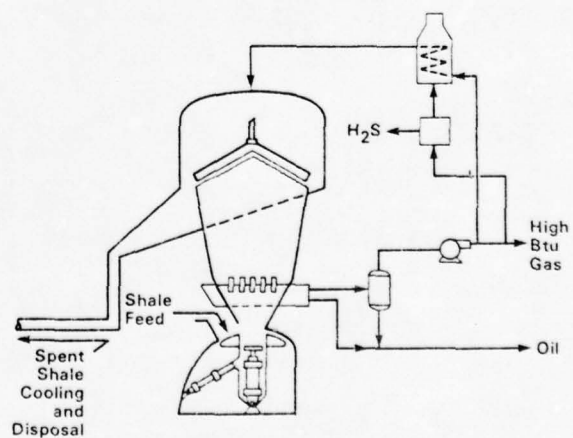 H2S
High
Btu
Gas
Shale
Feed
Oil
Spent
Shale
Cooling
and
Disposal